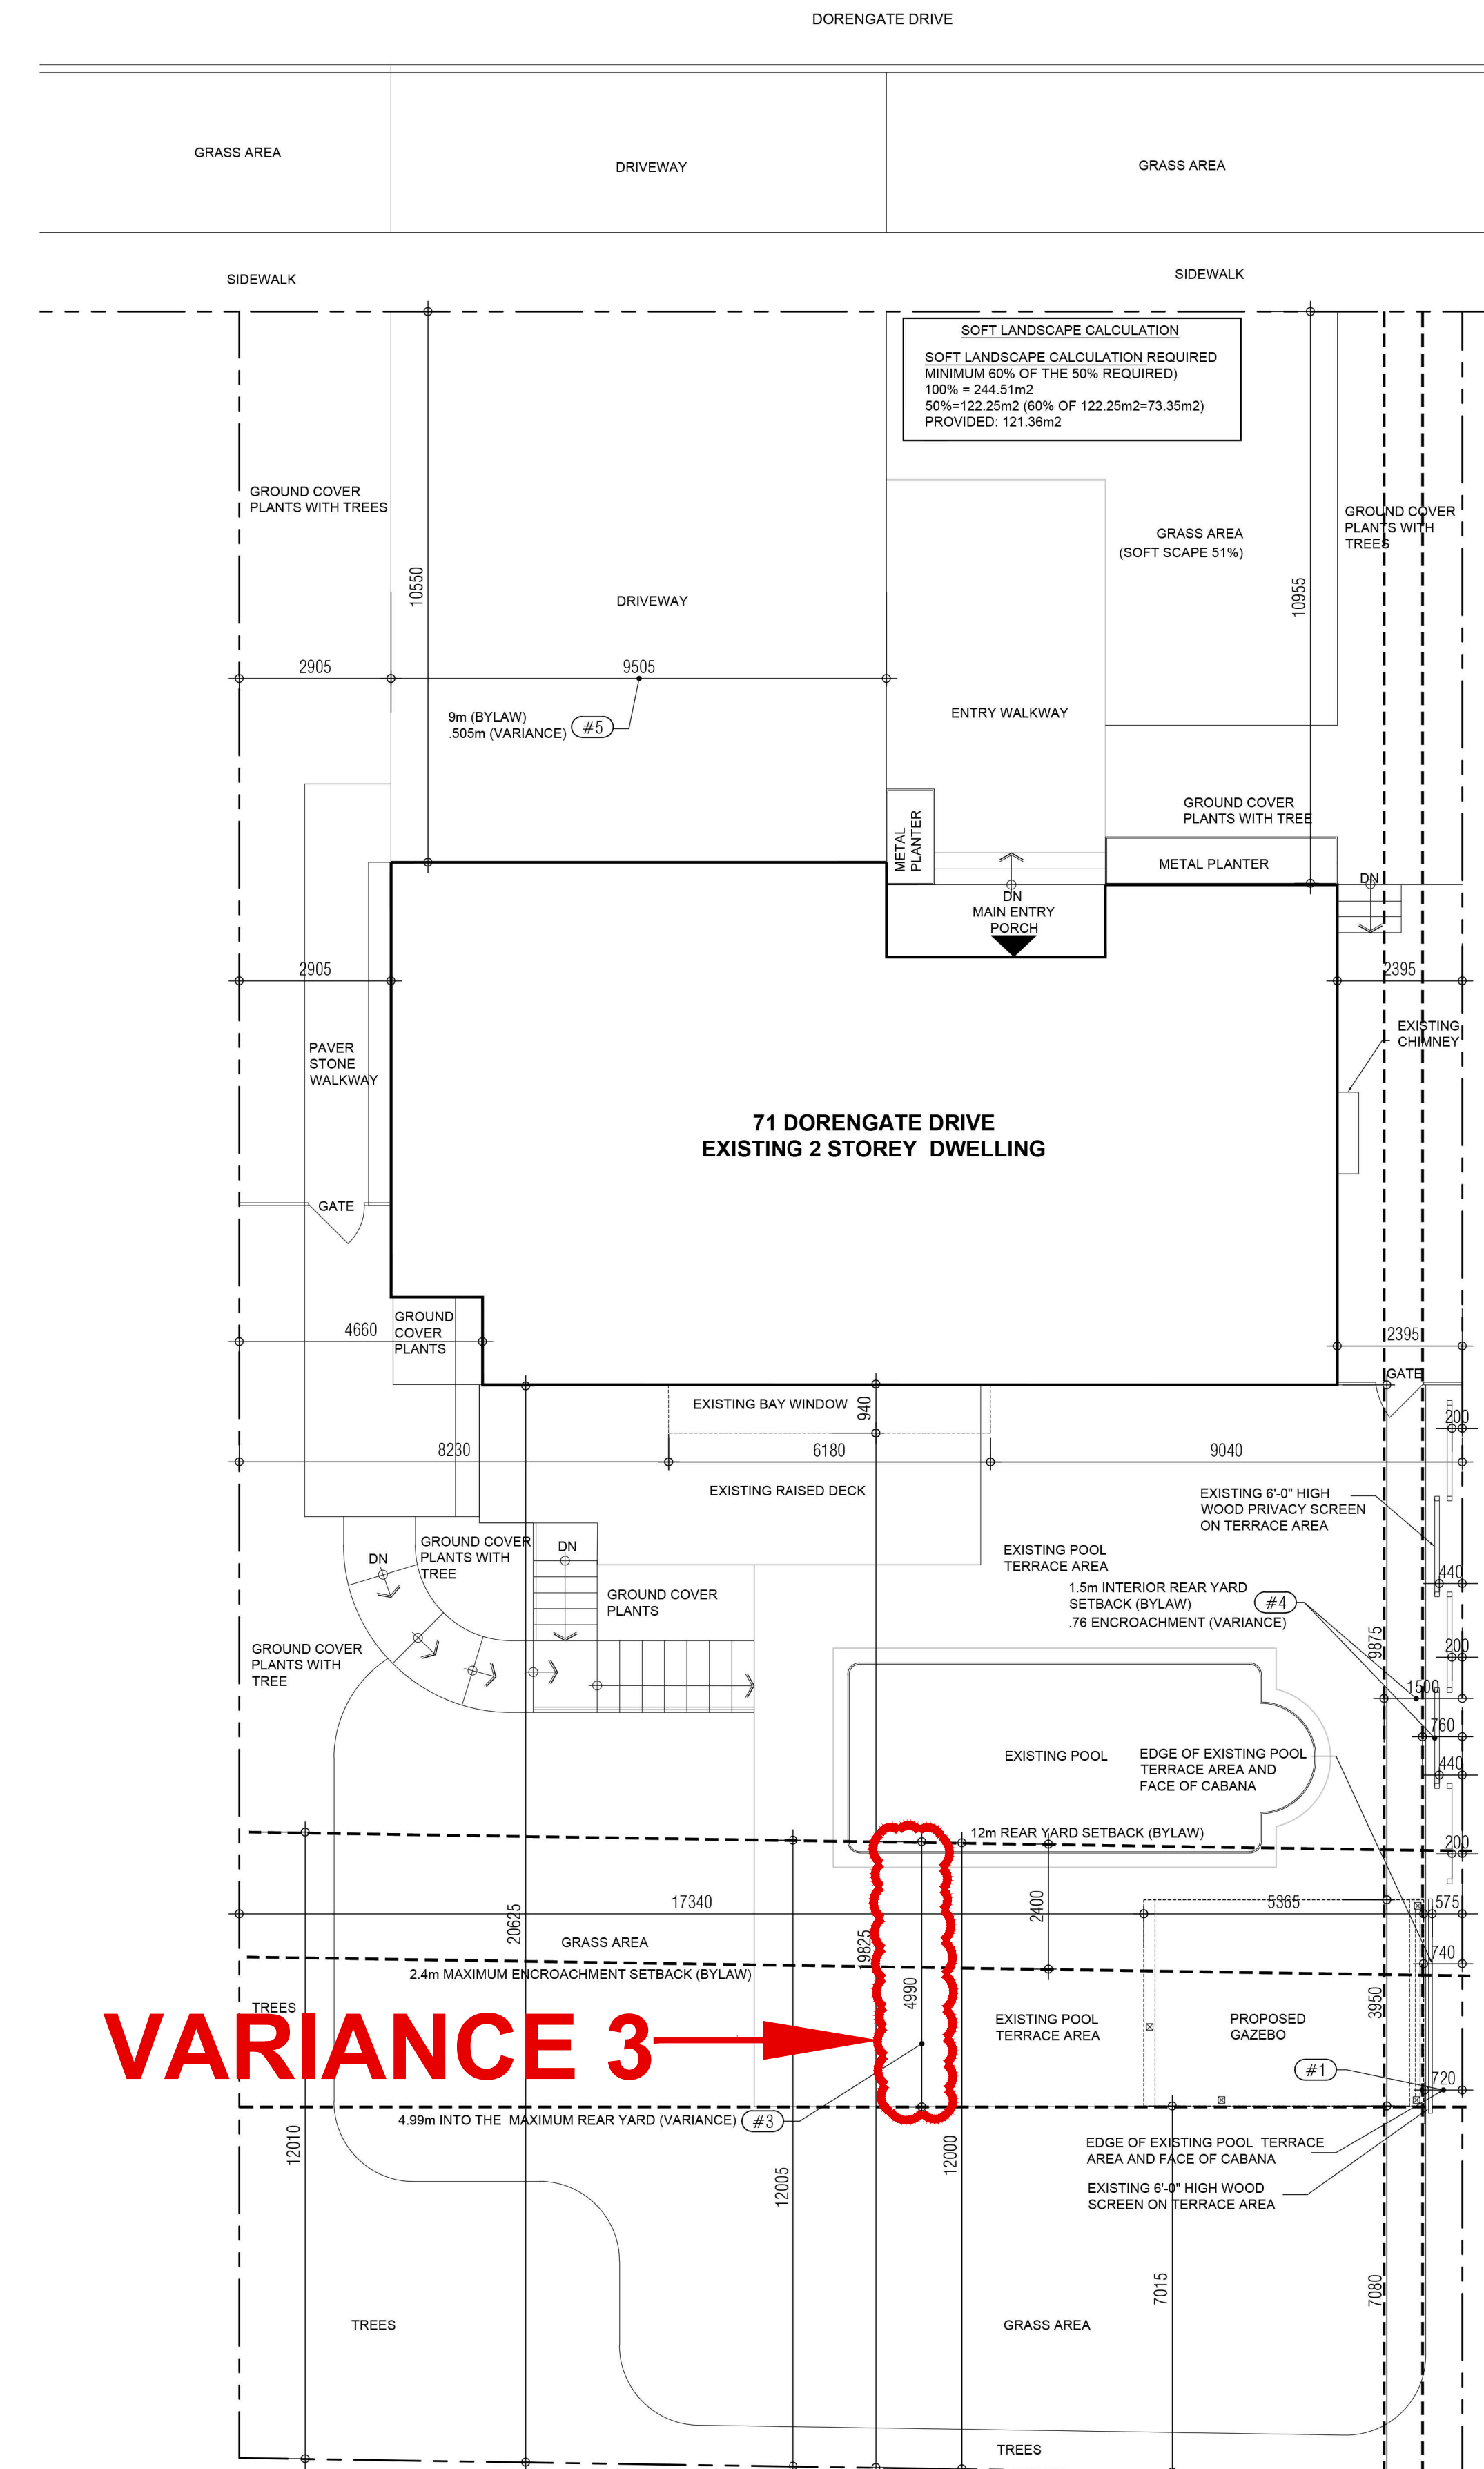 DORENGATE DRIVE
GRASS AREA
DRIVEWAY
GRASS AREA
SIDEWALK
SIDEWALK
SOFT LANDSCAPE CALCULATION
SOFT LANDSCAPE CALCULATION REQUIRED
MINIMUM 60% OF THE 50% REQUIRED)
100% = 244.51m2
50%=122.25m2 (60% OF 122.25m2=73.35m2)
PROVIDED: 121.36m2
GROUND COVER
PLANTS WITH TREES
GRASS AREA
(SOFT SCAPE 51%)
GROUND COVER
PLANTS WITH
TREES
10550
DRIVEWAY
10955
2905
9505
9m (BYLAW)
.505m (VARIANCE)
#5
ENTRY WALKWAY
GROUND COVER
PLANTS WITH TREE
METAL
PLANTER
METAL PLANTER
DN
MAIN ENTRY
PORCH
DN
2905
2395
EXISTING
CHIMNEY
PAVER
STONE
WALKWAY
71 DORENGATE DRIVE
EXISTING 2 STOREY DWELLING
GATE
4660
GROUND
COVER
PLANTS
2395
GATE
EXISTING BAY WINDOW
940
200
8230
6180
9040
EXISTING RAISED DECK
EXISTING 6'-0" HIGH
WOOD PRIVACY SCREEN
ON TERRACE AREA
DN
GROUND COVER
PLANTS WITH
TREE
DN
EXISTING POOL
TERRACE AREA
440
GROUND COVER
PLANTS
1.5m INTERIOR REAR YARD
SETBACK (BYLAW)
.76 ENCROACHMENT (VARIANCE)
#4
9875
200
GROUND COVER
PLANTS WITH
TREE
1500
760
EXISTING POOL
EDGE OF EXISTING POOL
TERRACE AREA AND
FACE OF CABANA
440
12m REAR YARD SETBACK (BYLAW)
200
17340
20625
19825
2400
5365
575
GRASS AREA
740
2.4m MAXIMUM ENCROACHMENT SETBACK (BYLAW)
4990
3950
TREES
VARIANCE 3
EXISTING POOL
TERRACE AREA
PROPOSED
GAZEBO
#1
720
4.99m INTO THE MAXIMUM REAR YARD (VARIANCE)
#3
12010
12005
12000
EDGE OF EXISTING POOL TERRACE
AREA AND FACE OF CABANA
EXISTING 6'-0" HIGH WOOD
SCREEN ON TERRACE AREA
7015
7080
TREES
GRASS AREA
TREES